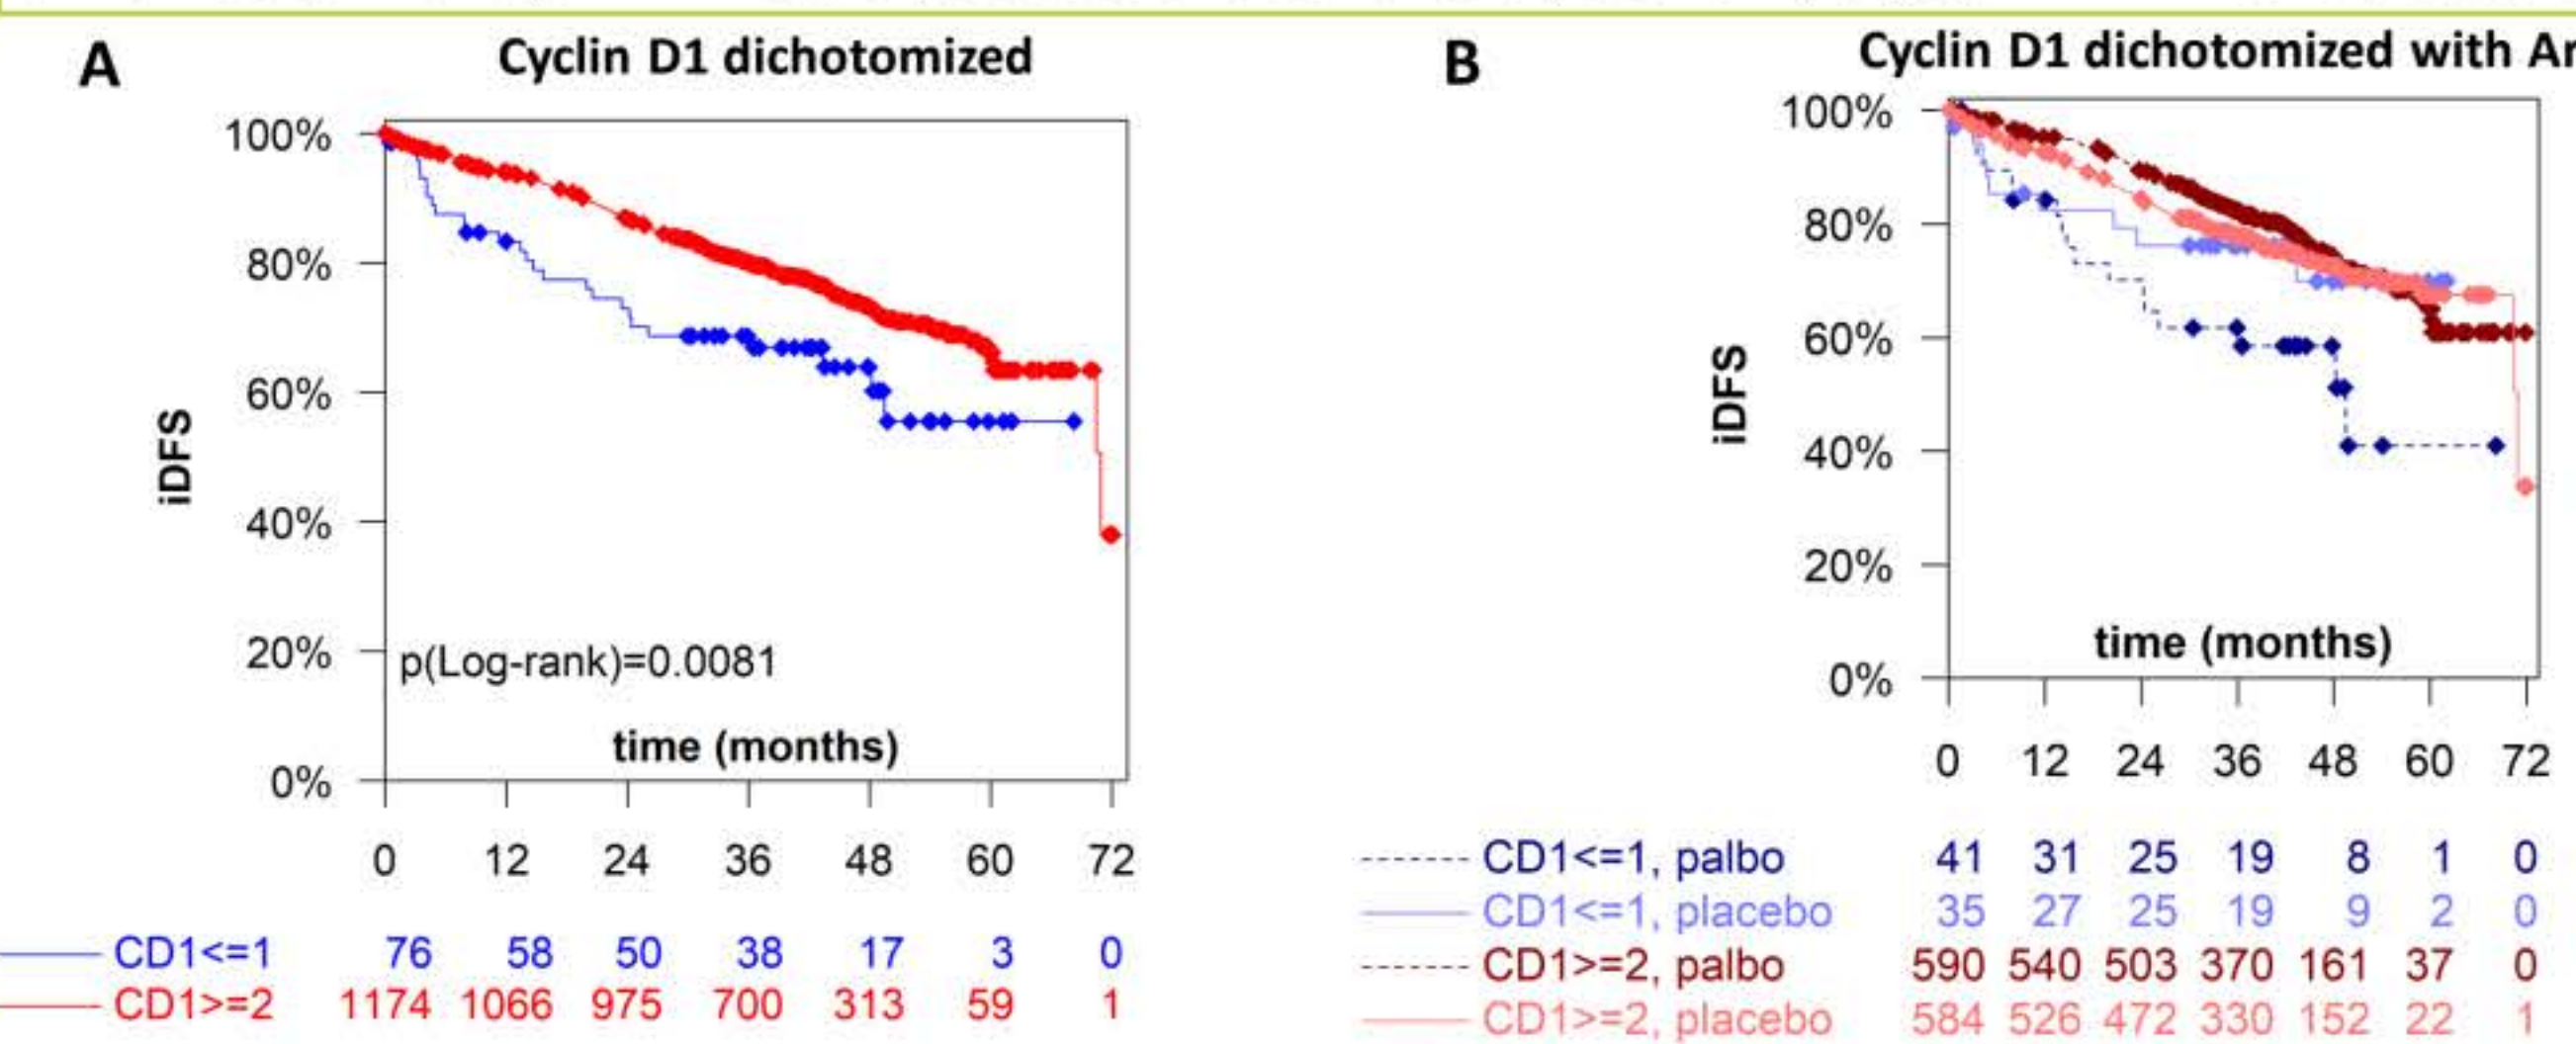 A
Cyclin D1 dichotomized
100%
80%
60%
40%
20%
0%
iDFS
p(Log-rank)=0.0081
time (months)
0 12 24 36 48 60 72
CD1<=1 76 58 50 38 17 3 0
CD1>=2 1174 1066 975 700 313 59 1
B
Cyclin D1 dichotomized with
100%
80%
60%
40%
20%
0%
iDFS
time (months)
0 12 24 36 48 60 72
CD1<=1, palbo 41 31 25 19 8 1 0
CD1<=1, placebo 35 27 25 19 9 2 0
CD1>=2, palbo 590 540 503 370 161 37 0
CD1>=2, placebo 584 526 472 330 152 22 1